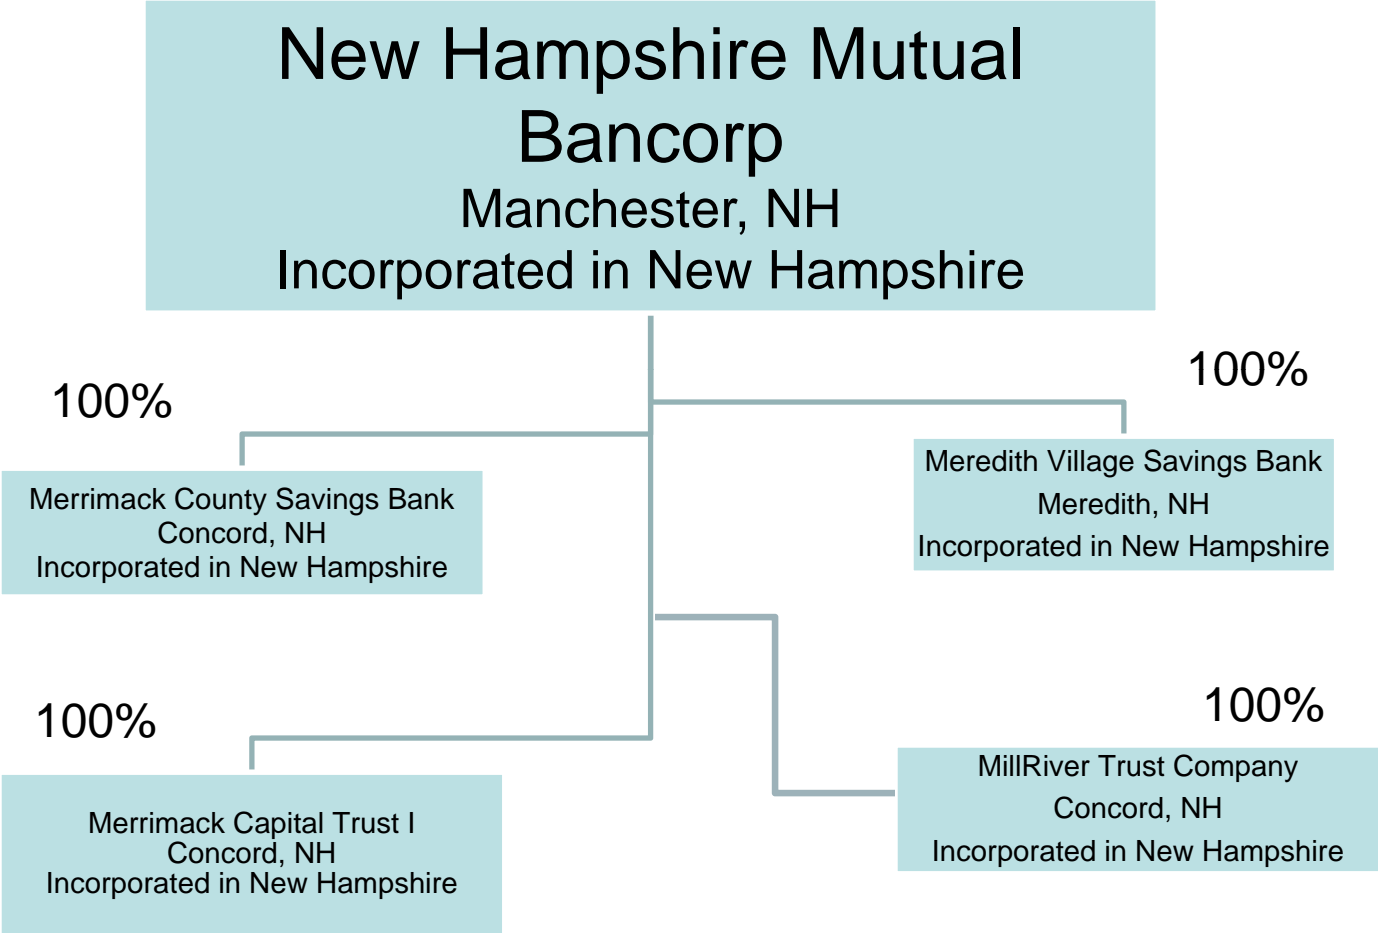 New Hampshire Mutual
Bancorp
Manchester, NH
Incorporated in New Hampshire
100%
100%
Merrimack County Savings Bank
Concord, NH
Incorporated in New Hampshire
Meredith Village Savings Bank
Meredith, NH
Incorporated in New Hampshire
100%
100%
Merrimack Capital Trust I
Concord, NH
Incorporated in New Hampshire
MillRiver Trust Company
Concord, NH
Incorporated in New Hampshire